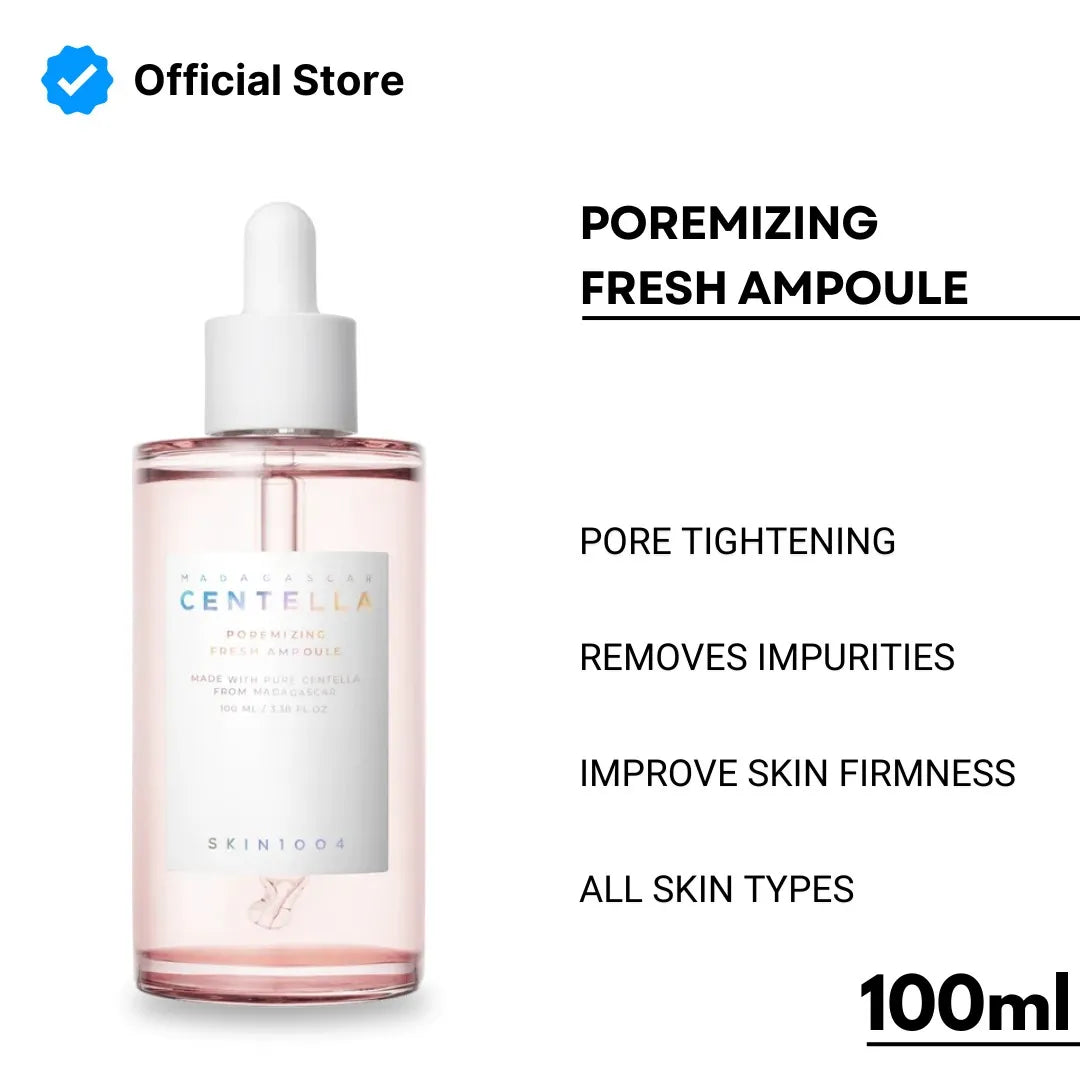 Official Store
POREMIZING
FRESH AMPOULE
MADAGASCAR
CENTELLA
POREMIZING
FRESH AMPOULE
MADE WITH PURE CENTELLA
FROM MADAGASCAR
100 ML / 3.38 FL OZ
SKIN1004
PORE TIGHTENING
REMOVES IMPURITIES
IMPROVE SKIN FIRMNESS
ALL SKIN TYPES
100ml